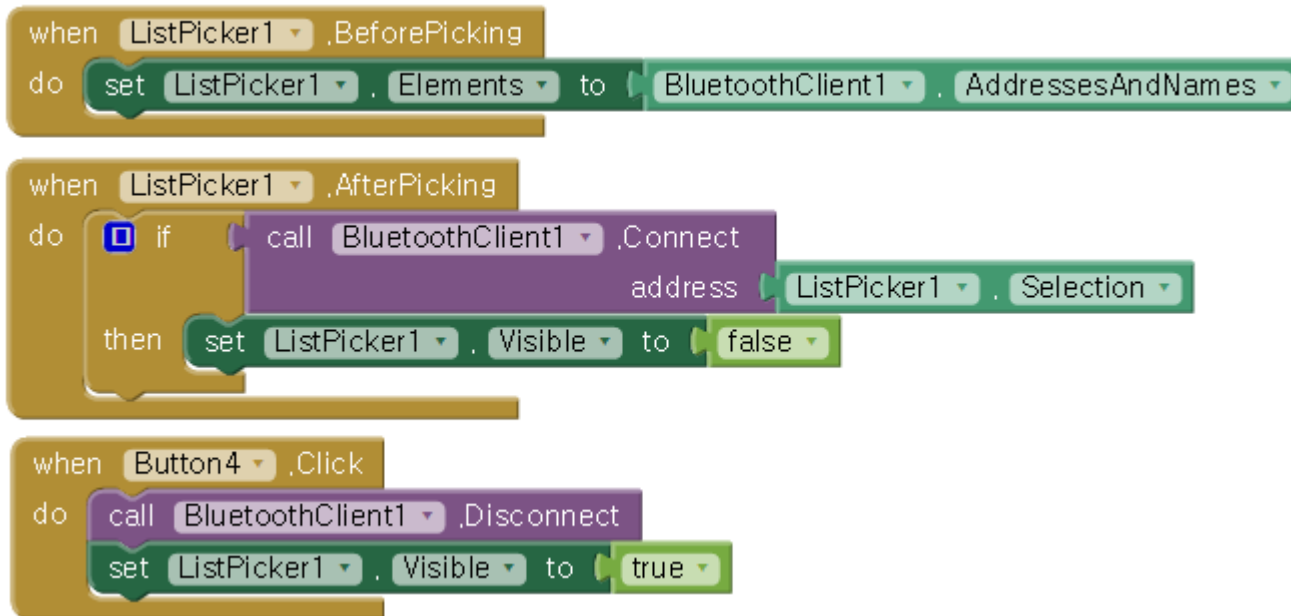 when ListPicker1 .BeforePicking
do set ListPicker1 . Elements to BluetoothClient1 . AddressesAndNames
when ListPicker1 .AfterPicking
do if call BluetoothClient1 .Connect
address ListPicker1 . Selection
then set ListPicker1 . Visible to false
when Button4 .Click
do call BluetoothClient1 .Disconnect
set ListPicker1 . Visible to true